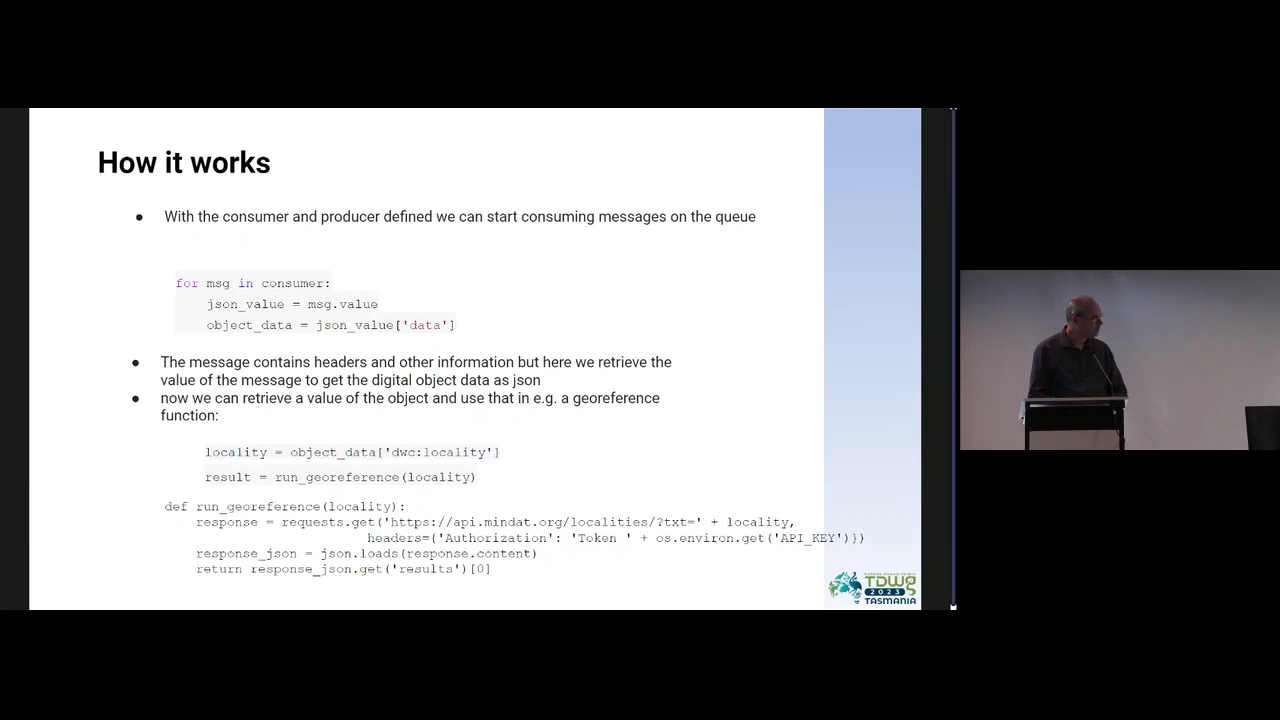 How it works
● With the consumer and producer defined we can start consuming messages on the queue
for msg in consumer:
json_value = msg.value
object_data = json_value['data']
● The message contains headers and other information but here we retrieve the
value of the message to get the digital object data as json
● now we can retrieve a value of the object and use that in e.g. a georeference
function:
locality = object_data['dwc:locality']
result = run_georeference(locality)
def run_georeference(locality):
response = requests.get('https://api.mindat.org/localities/?txt=' + locality,
headers={'Authorization': 'Token ' + os.environ.get('API_KEY')})
response_json = json.loads(response.content)
return response_json.get('results')[0]
TDWG
2023
TASMANIA